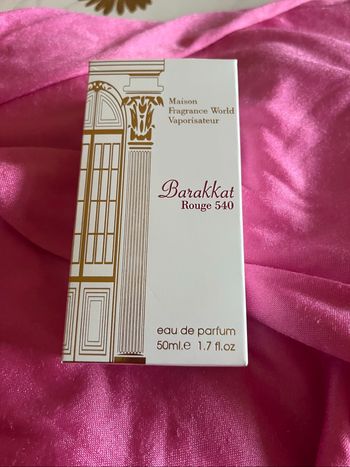 Maison
Fragrance World
Vaporisateur
Barakkat
Rouge 540
eau de parfum
50ml.e 1.7 fl.oz